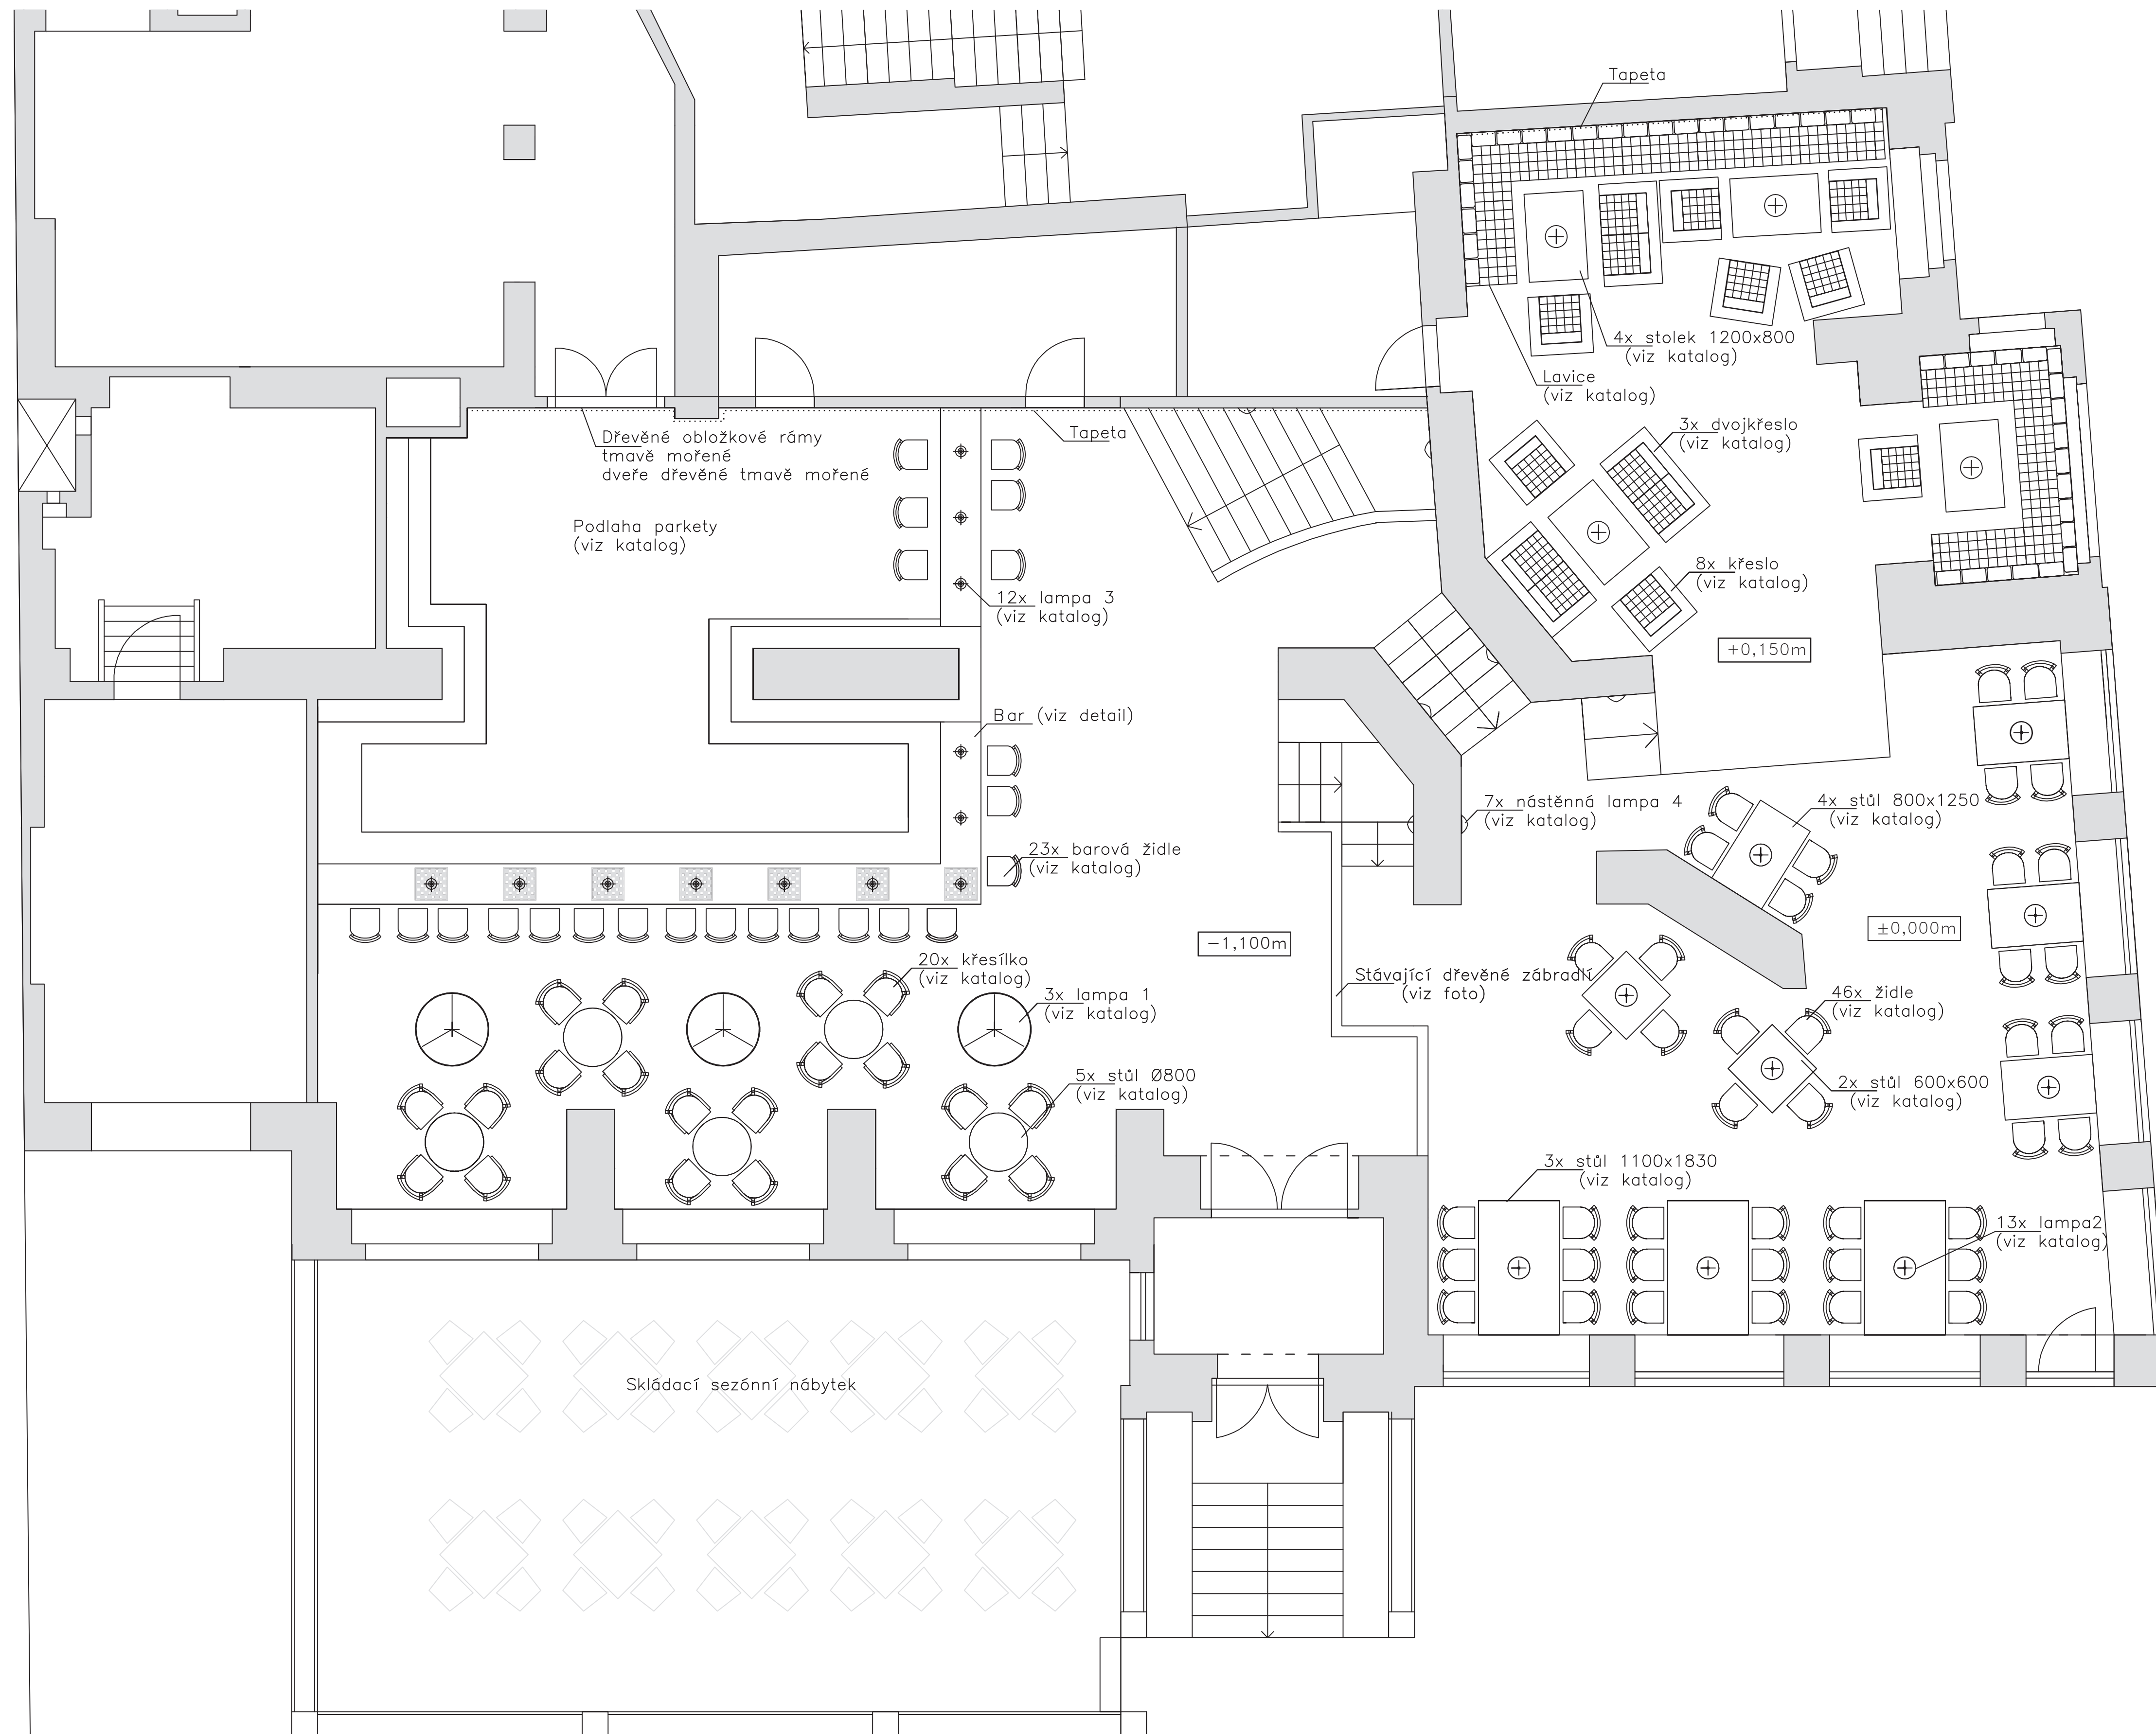 Tapeta
4x stolek 1200x800
(viz katalog)
Lavice
(viz katalog)
3x dvojkřeslo
(viz katalog)
Dřevěné obložkové rámy
tmavě mořené
dveře dřevěné tmavě mořené
Tapeta
Podlaha parkety
(viz katalog)
12x lampa 3
(viz katalog)
8x křeslo
(viz katalog)
+0,150m
Bar (viz detail)
7x nástěnná lampa 4
(viz katalog)
4x stůl 800x1250
(viz katalog)
23x barová židle
(viz katalog)
±0,000m
-1,100m
20x křesílko
(viz katalog)
Stávající dřevěné zábradlí
(viz foto)
3x lampa 1
(viz katalog)
46x židle
(viz katalog)
5x stůl Ø800
(viz katalog)
2x stůl 600x600
(viz katalog)
3x stůl 1100x1830
(viz katalog)
13x lampa2
(viz katalog)
Skládací sezónní nábytek